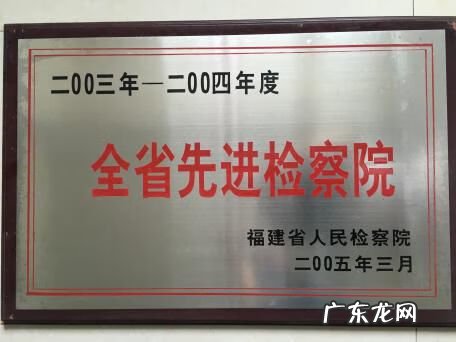 二00三年—二00四年度
全省先进检察院
福建省人民检察院
二00五年三月
广东龙网